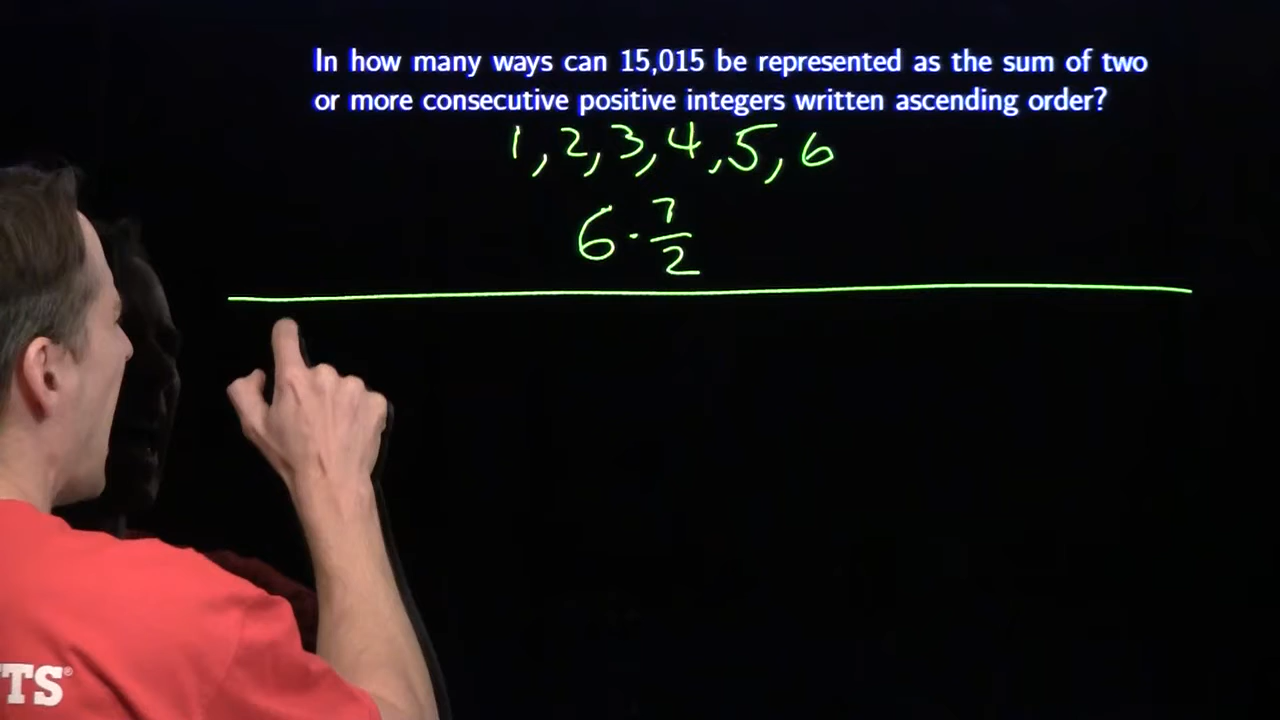 In how many ways can 15,015 be represented as the sum of two
or more consecutive positive integers written ascending order?
1, 2, 3, 4, 5, 6
6 · 7/2
TS®